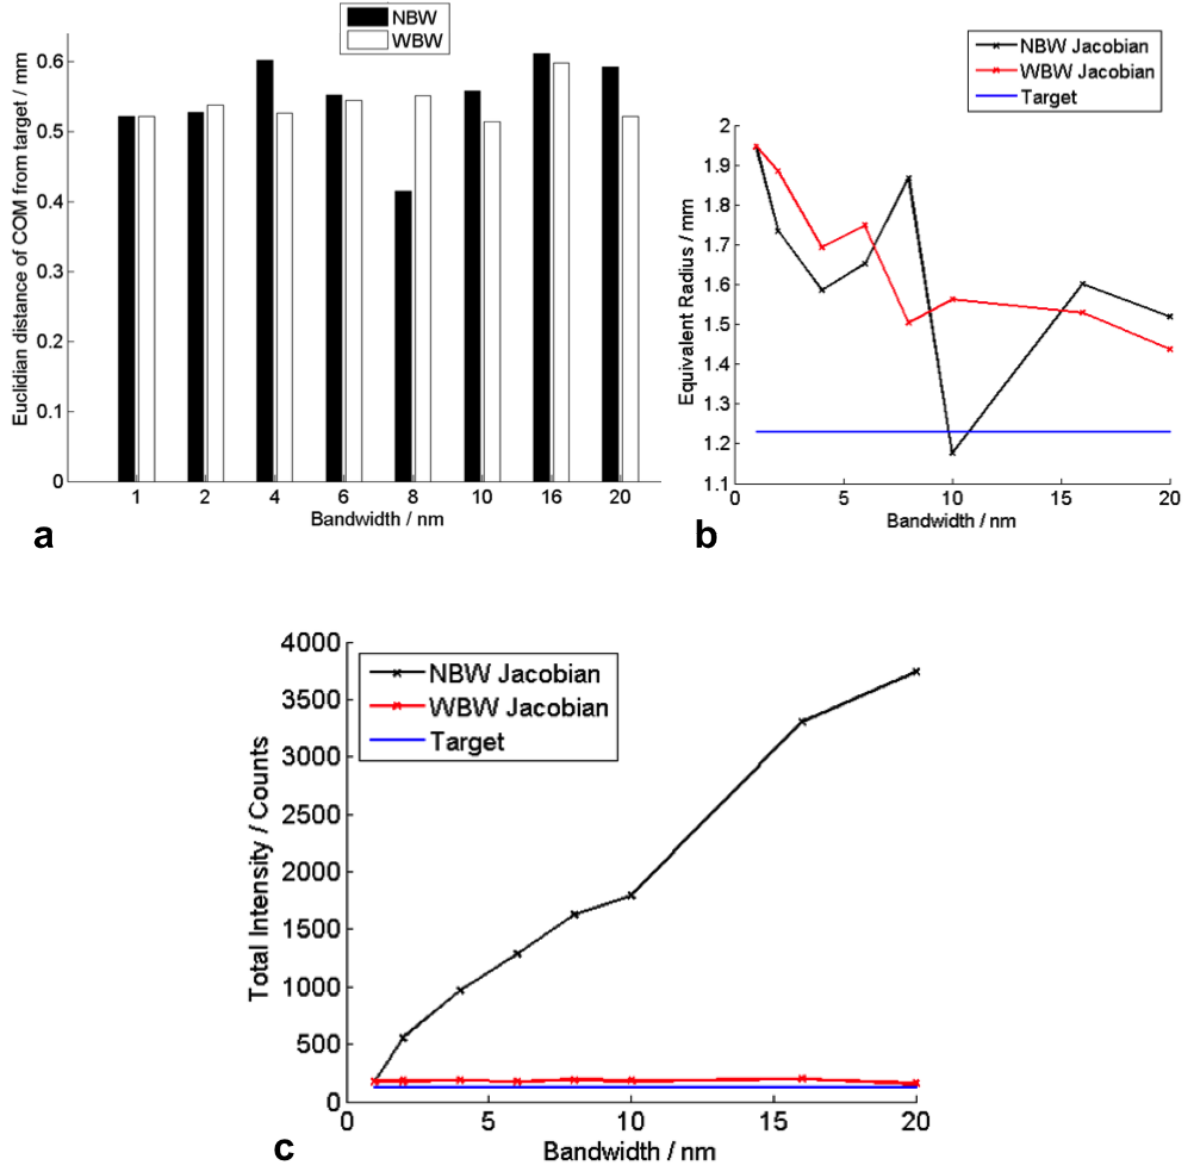 NBW
WBW
Euclidian distance of COM from target / mm
0.6
0.5
0.4
0.3
0.2
0.1
0
1 2 4 6 8 10 16 20
Bandwidth / nm
a
NBW Jacobian
WBW Jacobian
Target
Equivalent Radius / mm
2
1.9
1.8
1.7
1.6
1.5
1.4
1.3
1.2
1.1
0 5 10 15 20
Bandwidth / nm
b
NBW Jacobian
WBW Jacobian
Target
Total Intensity / Counts
4000
3500
3000
2500
2000
1500
1000
500
0
0 5 10 15 20
Bandwidth / nm
c